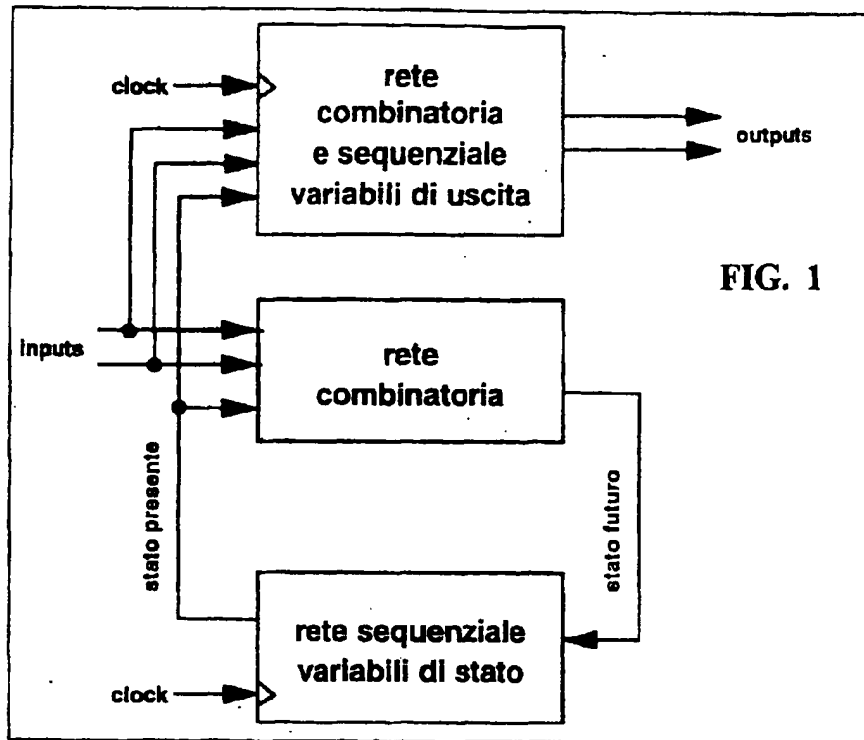 clock
rete
combinatoria
e sequenziale
variabili di uscita
outputs
FIG. 1
inputs
rete
combinatoria
stato presente
stato futuro
rete sequenziale
variabili di stato
clock